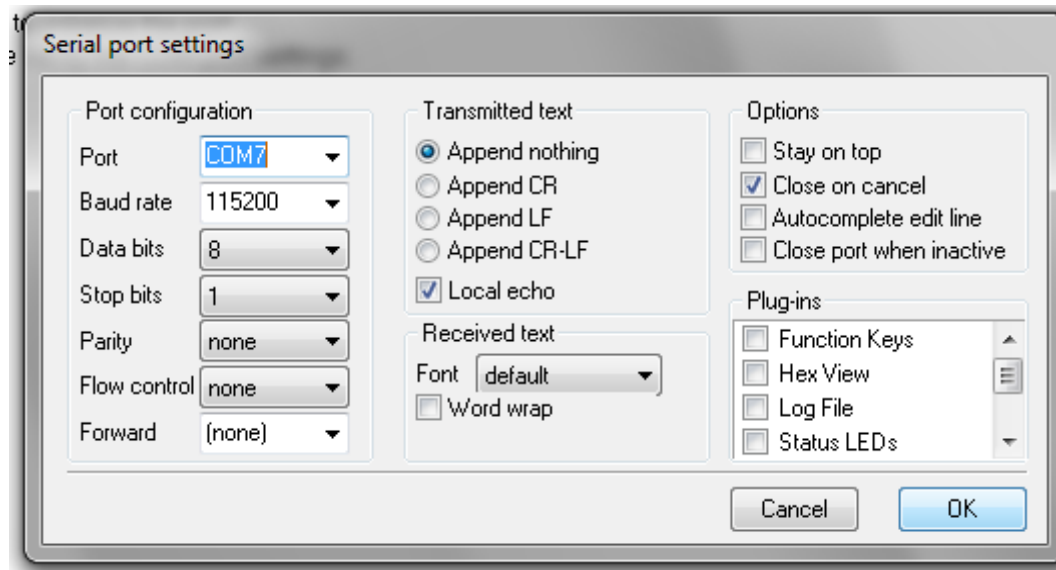 Serial port settings
Port configuration
Port COM7
Baud rate 115200
Data bits 8
Stop bits 1
Parity none
Flow control none
Forward (none)
Transmitted text
Append nothing
Append CR
Append LF
Append CR-LF
Local echo
Received text
Font default
Word wrap
Options
Stay on top
Close on cancel
Autocomplete edit line
Close port when inactive
Plug-ins
Function Keys
Hex View
Log File
Status LEDs
Cancel OK